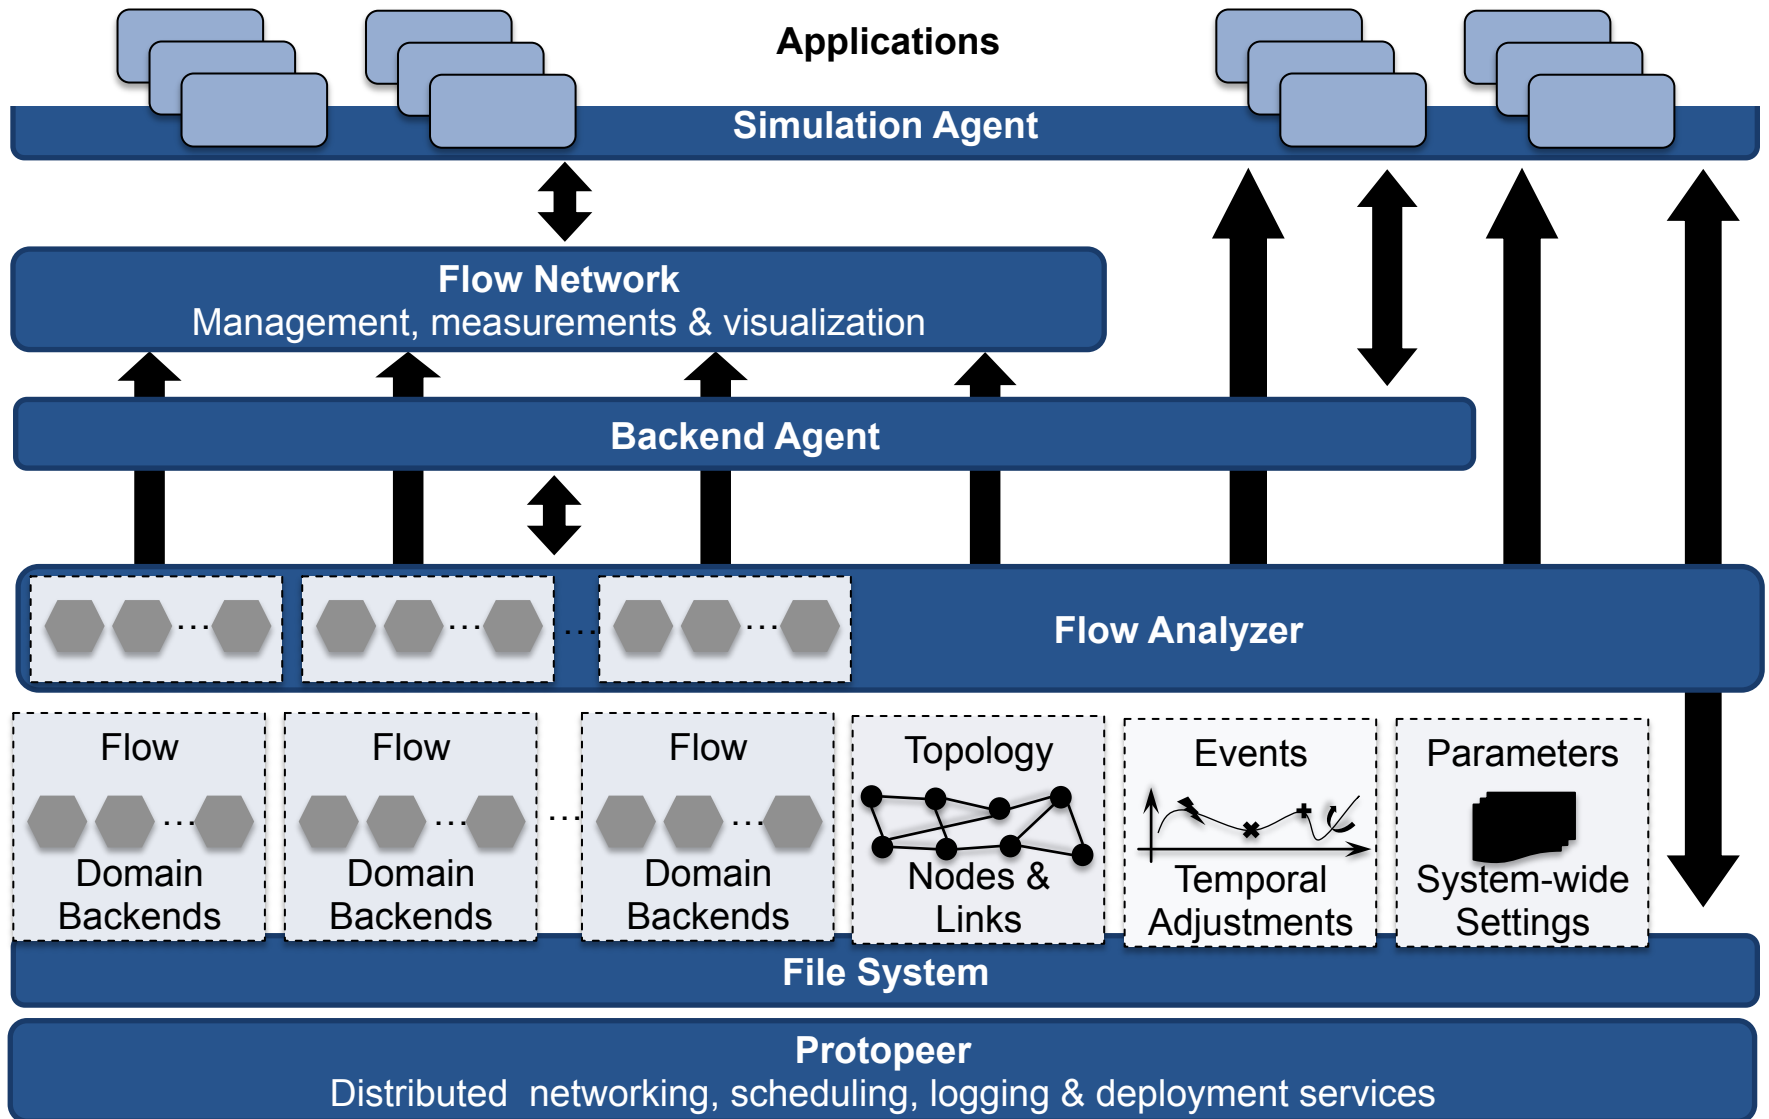 Applications
Simulation Agent
Flow Network
Management, measurements & visualization
Backend Agent
...
...
...
...
Flow Analyzer
Flow
...
Domain
Backends
Flow
...
Domain
Backends
...
Flow
...
Domain
Backends
Topology
Nodes &
Links
Events
Temporal
Adjustments
Parameters
System-wide
Settings
File System
Protopeer
Distributed networking, scheduling, logging & deployment services